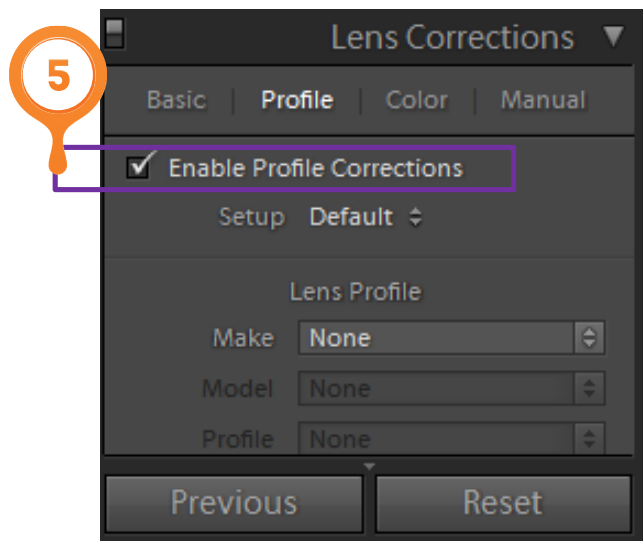 Lens Corrections
5
Basic | Profile | Color | Manual
Enable Profile Corrections
Setup Default
Lens Profile
Make None
Model None
Profile None
Previous Reset